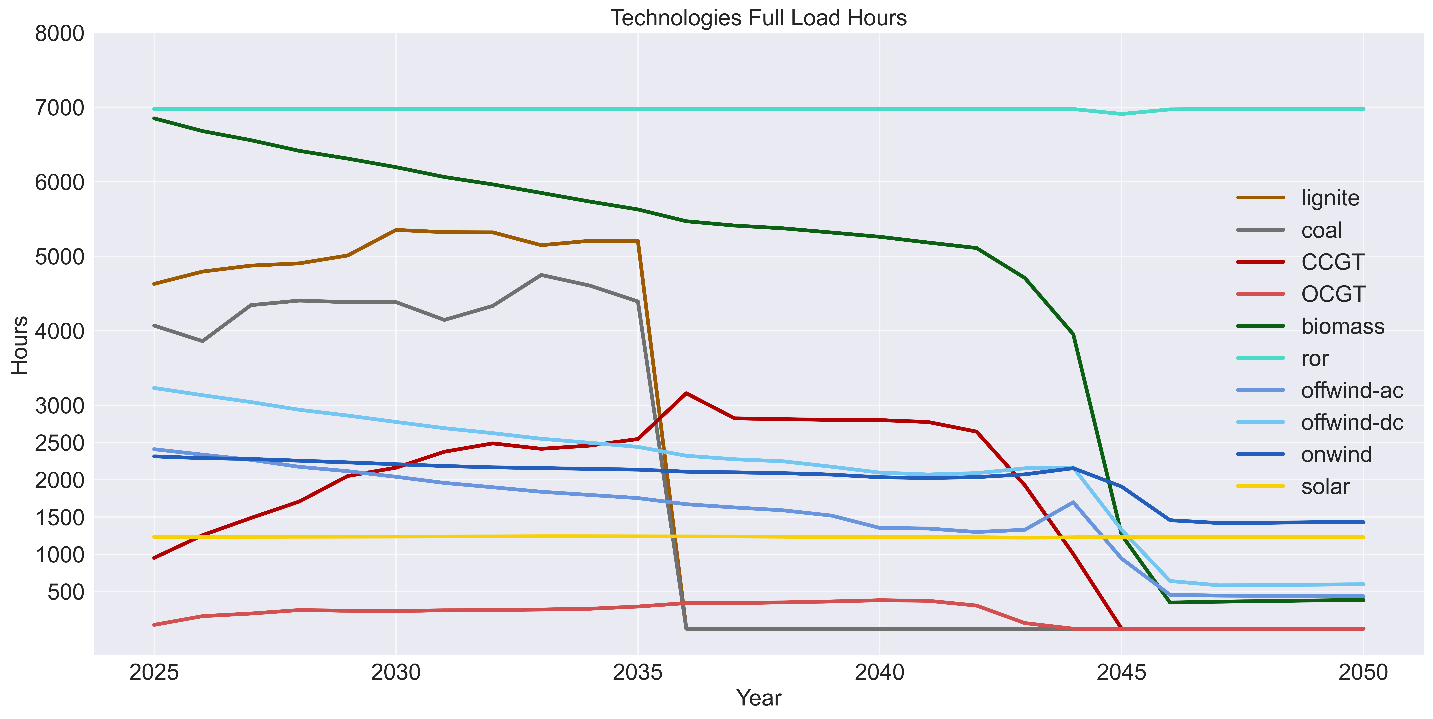 Technologies Full Load Hours
8000
7000
6000
5000
4000
3000
2500
2000
1500
1000
500
Hours
lignite
coal
CCGT
OCGT
biomass
ror
offwind-ac
offwind-dc
onwind
solar
2025 2030 2035 2040 2045 2050
Year